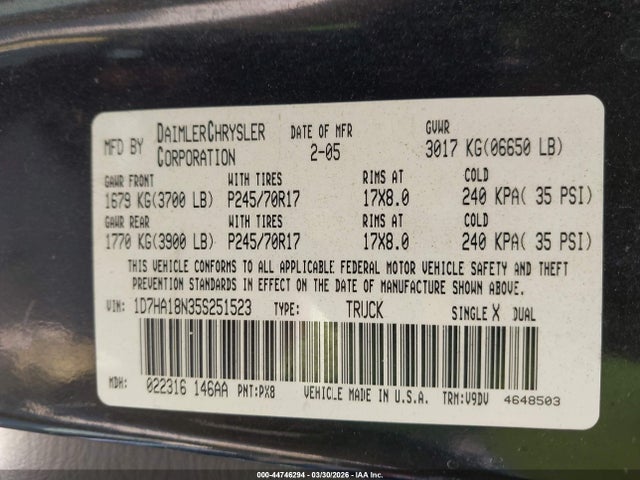 MFD BY DAIMLERCHRYSLER CORPORATION DATE OF MFR 2-05 GVWR 3017 KG(06650 LB)
GAWR FRONT WITH TIRES RIMS AT COLD
1679 KG(3700 LB) P245/70R17 17X8.0 240 KPA( 35 PSI)
GAWR REAR WITH TIRES RIMS AT COLD
1770 KG(3900 LB) P245/70R17 17X8.0 240 KPA( 35 PSI)
THIS VEHICLE CONFORMS TO ALL APPLICABLE FEDERAL MOTOR VEHICLE SAFETY AND THEFT
PREVENTION STANDARDS IN EFFECT ON THE DATE OF MANUFACTURE SHOWN ABOVE.
VIN: 1D7HA18N35S251523 TYPE: TRUCK SINGLE X DUAL
MDH: 022316 146AA PNT:PX8 VEHICLE MADE IN U.S.A. TRM:V9DV 4648503
000-44746294 - 03/30/2026 - IAA Inc.